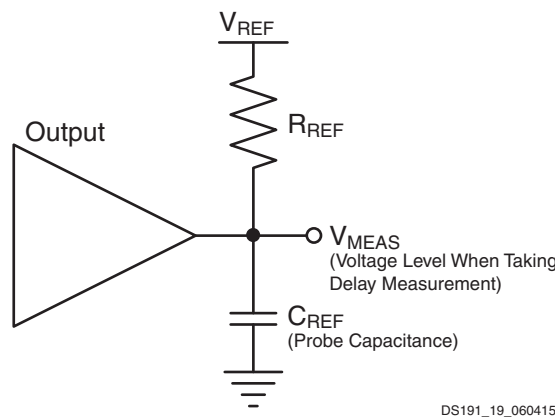 VREF
RREF
Output
VMEAS
(Voltage Level When Taking
Delay Measurement)
CREF
(Probe Capacitance)
DS191_19_060415